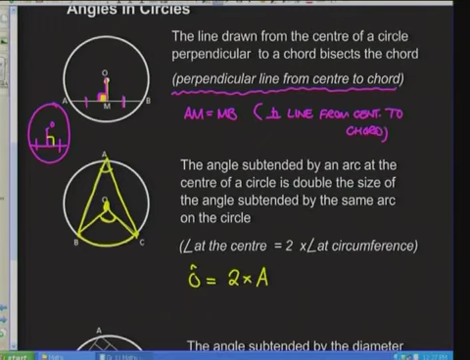 Angles in Circles
The line drawn from the centre of a circle
perpendicular to a chord bisects the chord
(perpendicular line from centre to chord)
O
A M B
AM = MB ( h LINE FROM CENT. TO
CHORD)
A
The angle subtended by an arc at the
centre of a circle is double the size of
the angle subtended by the same arc
on the circle
O
B C
(∠at the centre = 2 x∠at circumference)
Ô = 2 × A
A
The angle subtended by the diameter
start